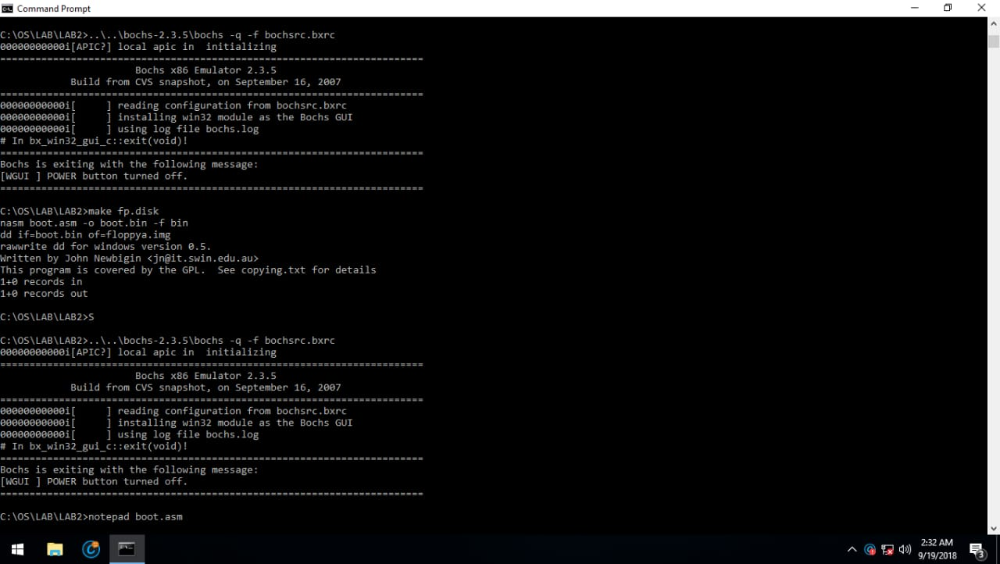 Command Prompt
C:\OS\LAB\LAB2>..\..\bochs-2.3.5\bochs -q -f bochsrc.bxrc
00000000000i[APIC?] local apic in  initializing
========================================================================
Bochs x86 Emulator 2.3.5
Build from CVS snapshot, on September 16, 2007
========================================================================
00000000000i[     ] reading configuration from bochsrc.bxrc
00000000000i[     ] installing win32 module as the Bochs GUI
00000000000i[     ] using log file bochs.log
# In bx_win32_gui_c::exit(void)!
========================================================================
Bochs is exiting with the following message:
[WGUI ] POWER button turned off.
========================================================================
C:\OS\LAB\LAB2>make fp.disk
nasm boot.asm -o boot.bin -f bin
dd if=boot.bin of=floppya.img
rawwrite dd for windows version 0.5.
Written by John Newbigin <jn@it.swin.edu.au>
This program is covered by the GPL.  See copying.txt for details
1+0 records in
1+0 records out
C:\OS\LAB\LAB2>S
C:\OS\LAB\LAB2>..\..\bochs-2.3.5\bochs -q -f bochsrc.bxrc
00000000000i[APIC?] local apic in  initializing
========================================================================
Bochs x86 Emulator 2.3.5
Build from CVS snapshot, on September 16, 2007
========================================================================
00000000000i[     ] reading configuration from bochsrc.bxrc
00000000000i[     ] installing win32 module as the Bochs GUI
00000000000i[     ] using log file bochs.log
# In bx_win32_gui_c::exit(void)!
========================================================================
Bochs is exiting with the following message:
[WGUI ] POWER button turned off.
========================================================================
C:\OS\LAB\LAB2>notepad boot.asm
2:32 AM
9/19/2018
3